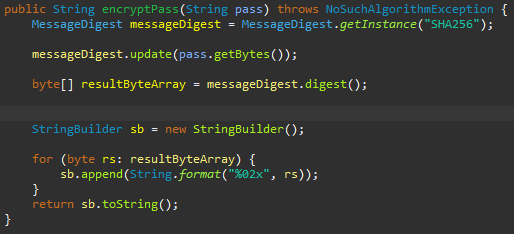 public String encryptPass(String pass) throws NoSuchAlgorithmException {
MessageDigest messageDigest = MessageDigest.getInstance("SHA256");
messageDigest.update(pass.getBytes());
byte[] resultByteArray = messageDigest.digest();
StringBuilder sb = new StringBuilder();
for (byte rs: resultByteArray) {
sb.append(String.format("%02x", rs));
}
return sb.toString();
}